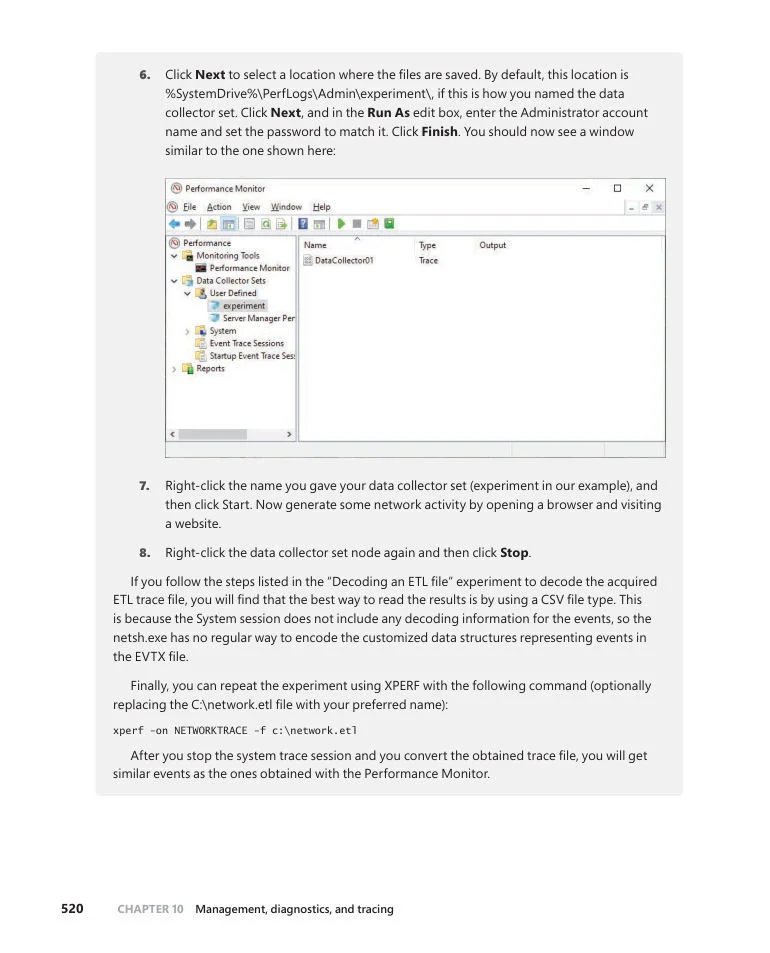 6. Click Next to select a location where the files are saved. By default, this location is
%SystemDrive%\PerfLogs\Admin\experiment\, if this is how you named the data
collector set. Click Next, and in the Run As edit box, enter the Administrator account
name and set the password to match it. Click Finish. You should now see a window
similar to the one shown here:
Performance Monitor
File Action View Window Help
Performance
Monitoring Tools
Performance Monitor
Data Collector Sets
User Defined
experiment
Server Manager Per
System
Event Trace Sessions
Startup Event Trace Ses
Reports
Name Type Output
DataCollector01 Trace
7. Right-click the name you gave your data collector set (experiment in our example), and
then click Start. Now generate some network activity by opening a browser and visiting
a website.
8. Right-click the data collector set node again and then click Stop.
If you follow the steps listed in the “Decoding an ETL file” experiment to decode the acquired
ETL trace file, you will find that the best way to read the results is by using a CSV file type. This
is because the System session does not include any decoding information for the events, so the
netsh.exe has no regular way to encode the customized data structures representing events in
the EVTX file.
Finally, you can repeat the experiment using XPERF with the following command (optionally
replacing the C:\network.etl file with your preferred name):
xperf -on NETWORKTRACE -f c:\network.etl
After you stop the system trace session and you convert the obtained trace file, you will get
similar events as the ones obtained with the Performance Monitor.
520 CHAPTER 10 Management, diagnostics, and tracing